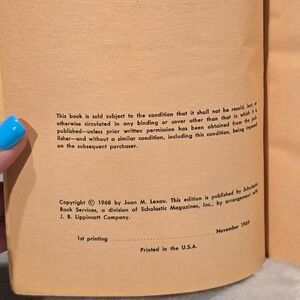 This book is sold subject to the condition that it shall not be resold, lent or
otherwise circulated in any binding or cover other than that in which it is
published—unless prior written permission has been obtained from the pub-
lisher—and without a similar condition, including this condition, being imposed
on the subsequent purchaser.
Copyright © 1968 by Joan M. Lexau. This edition is published by Scholastic
Book Services, a division of Scholastic Magazines, Inc., by arrangement with
J. B. Lippincott Company.
1st printing ........................................ November 1969
Printed in the U.S.A.